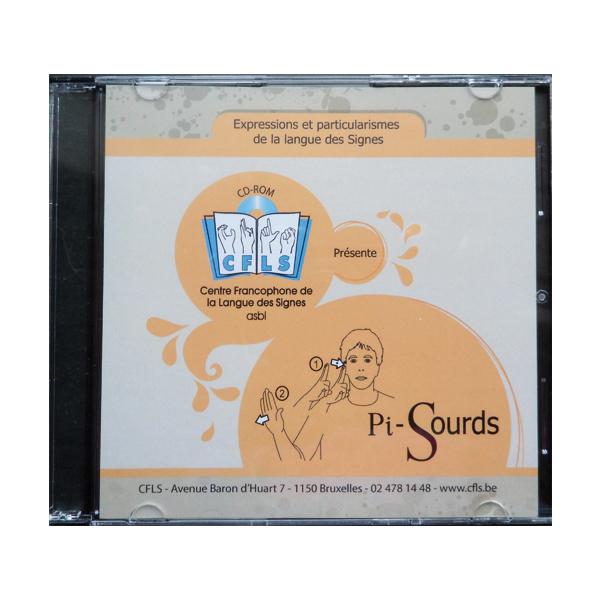 Expressions et particularismes
de la langue des Signes
CD-ROM
CFLS
Présente
Centre Francophone de
la Langue des Signes
asbl
1
2
Pi-Sourds
CFLS - Avenue Baron d'Huart 7 - 1150 Bruxelles - 02 478 14 48 - www.cfls.be